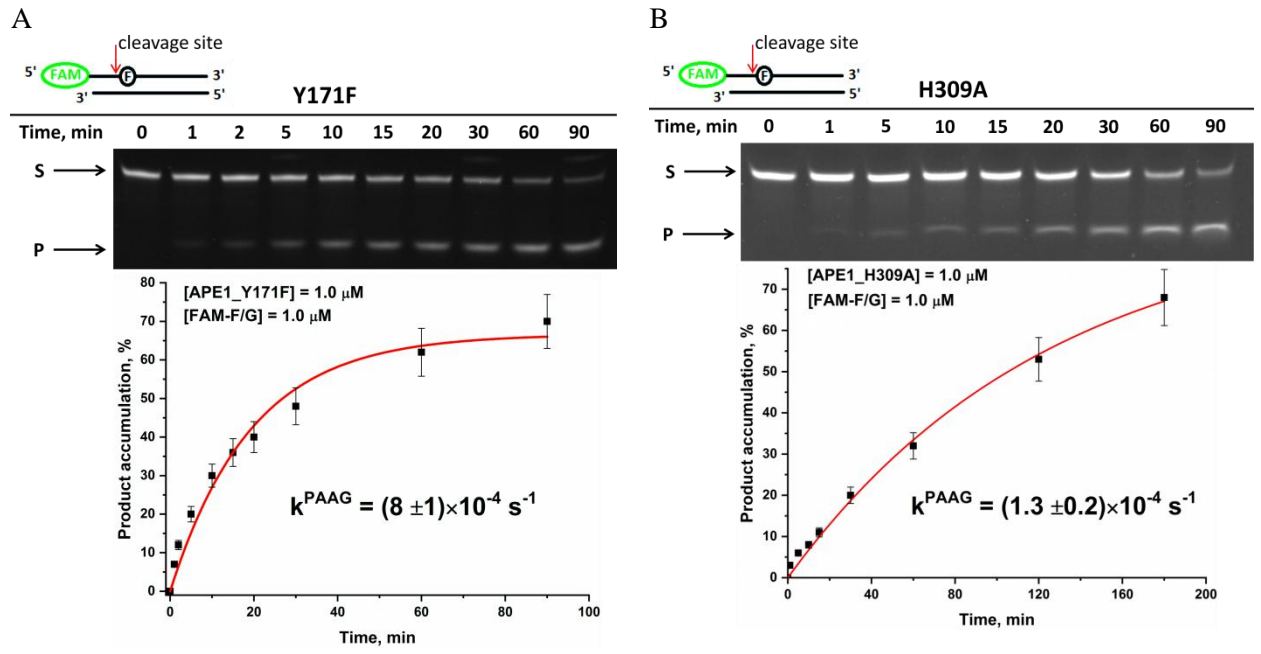 A
cleavage site
5' FAM F 3'
3' 5'
Y171F
Time, min 0 1 2 5 10 15 20 30 60 90
S
P
[APE1_Y171F] = 1.0 μM
[FAM-F/G] = 1.0 μM
k^PAAG = (8 ±1)×10^-4 s^-1
Product accumulation, %
80
70
60
50
40
30
20
10
0
0 20 40 60 80 100
Time, min
B
cleavage site
5' FAM F 3'
3' 5'
H309A
Time, min 0 1 5 10 15 20 30 60 90
S
P
[APE1_H309A] = 1.0 μM
[FAM-F/G] = 1.0 μM
k^PAAG = (1.3 ±0.2)×10^-4 s^-1
Product accumulation, %
70
60
50
40
30
20
10
0
0 40 80 120 160 200
Time, min